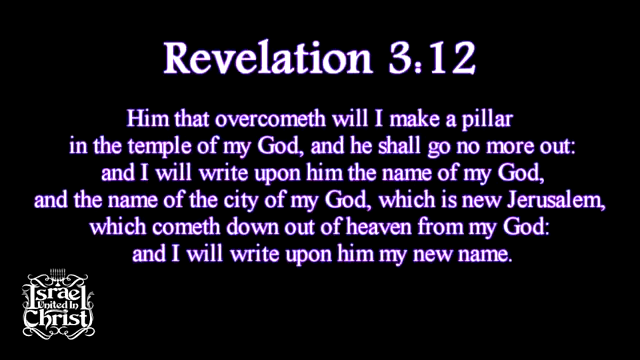 Revelation 3:12
Him that overcometh will I make a pillar
in the temple of my God, and he shall go no more out:
and I will write upon him the name of my God,
and the name of the city of my God, which is new Jerusalem,
which cometh down out of heaven from my God:
and I will write upon him my new name.
Israel
United In
Christ